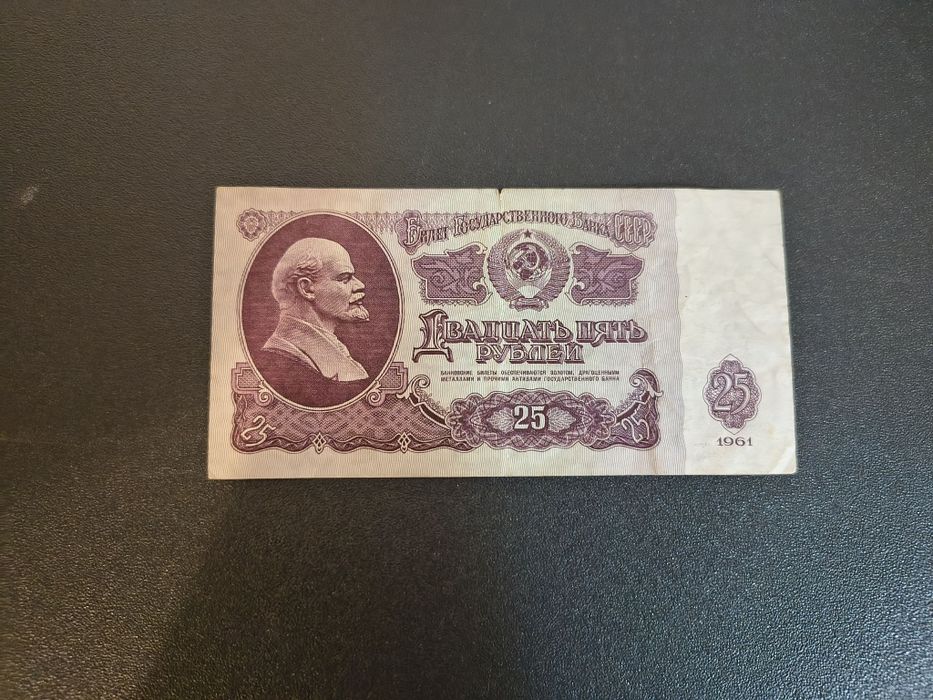 Билет Государственного Банка СССР
Двадцать пять
рублей
Банковские билеты обеспечиваются золотом, драгоценными
металлами и прочими активами Государственного банка
25
25
25
25
1961